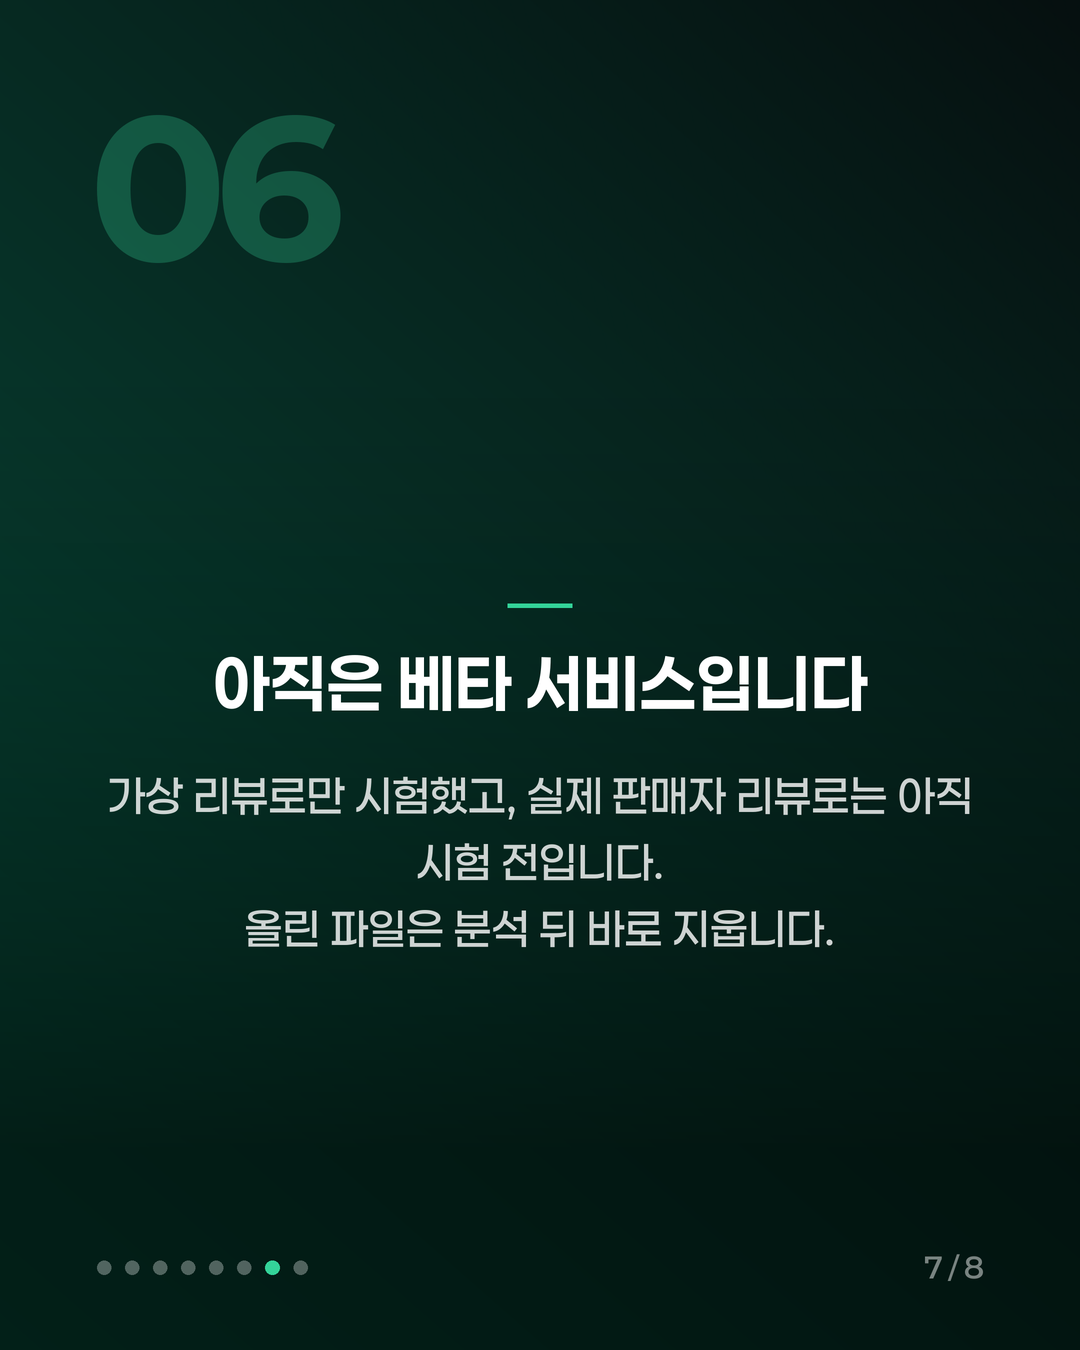 06
아직은 베타 서비스입니다
가상 리뷰로만 시험했고, 실제 판매자 리뷰로는 아직
시험 전입니다.
올린 파일은 분석 뒤 바로 지웁니다.
7/8